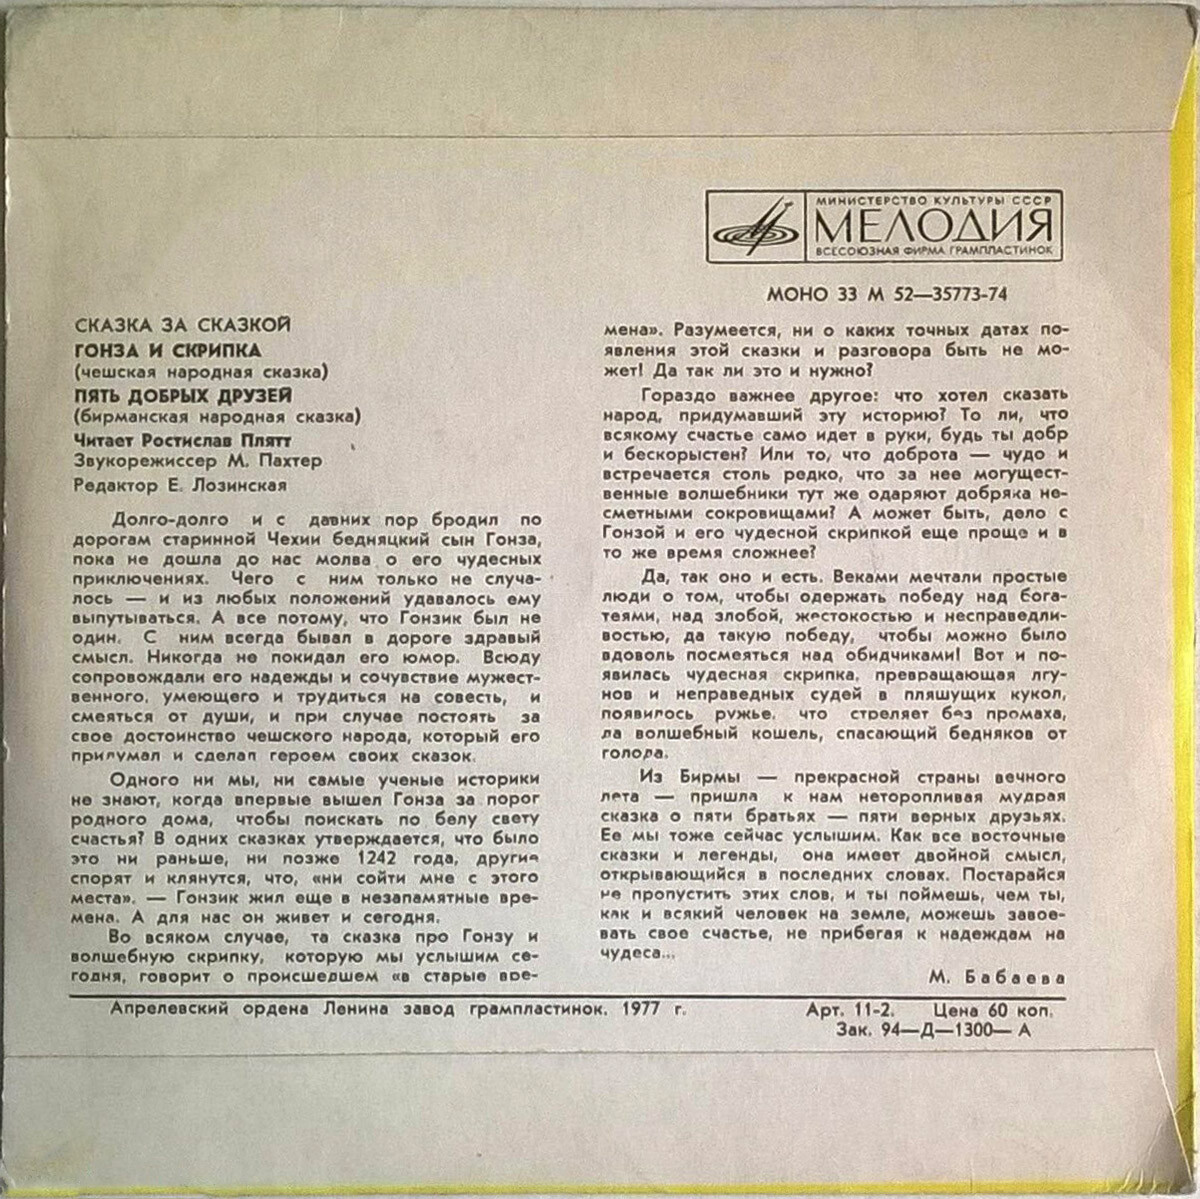 МИНИСТЕРСТВО КУЛЬТУРЫ СССР
МЕЛОДИЯ
ВСЕСОЮЗНАЯ ФИРМА ГРАМПЛАСТИНОК
МОНО 33 М 52—35773-74
СКАЗКА ЗА СКАЗКОЙ
ГОНЗА И СКРИПКА
(чешская народная сказка)
ПЯТЬ ДОБРЫХ ДРУЗЕЙ
(бирманская народная сказка)
Читает Ростислав Плятт
Звукорежиссер М. Пахтер
Редактор Е. Лозинская
Долго-долго и с давних пор бродил по
дорогам старинной Чехии бедняцкий сын Гонза,
пока не дошла до нас молва о его чудесных
приключениях. Чего с ним только не случа-
лось — и из любых положений удавалось ему
выпутываться. А все потому, что Гонзик был не
один. С ним всегда бывал в дороге здравый
смысл. Никогда не покидал его юмор. Всюду
сопровождали его надежды и сочувствие мужест-
венного, умеющего и трудиться на совесть, и
смеяться от души, и при случае постоять за
свое достоинство чешского народа, который его
придумал и сделал героем своих сказок.
Одного ни мы, ни самые ученые историки
не знают, когда впервые вышел Гонза за порог
родного дома, чтобы поискать по белу свету
счастья? В одних сказках утверждается, что было
это ни раньше, ни позже 1242 года, другие
спорят и клянутся, что, «ни сойти мне с этого
места». — Гонзик жил еще в незапамятные вре-
мена. А для нас он живет и сегодня.
Во всяком случае, та сказка про Гонзу и
волшебную скрипку, которую мы услышим се-
годня, говорит о происшедшем «в старые вре-
мена». Разумеется, ни о каких точных датах по-
явления этой сказки и разговора быть не мо-
жет! Да так ли это и нужно?
Гораздо важнее другое: что хотел сказать
народ, придумавший эту историю? То ли, что
всякому счастье само идет в руки, будь ты добр
и бескорыстен? Или то, что доброта — чудо и
встречается столь редко, что за нее могущест-
венные волшебники тут же одаряют добряка не-
сметными сокровищами? А может быть, дело с
Гонзой и его чудесной скрипкой еще проще и в
то же время сложнее?
Да, так оно и есть. Веками мечтали простые
люди о том, чтобы одержать победу над бога-
теями, над злобой, жестокостью и несправедли-
востью, да такую победу, чтобы можно было
вдоволь посмеяться над обидчиками! Вот и по-
явилась чудесная скрипка, превращающая лгу-
нов и неправедных судей в пляшущих кукол,
появилось ружье, что стреляет без промаха,
да волшебный кошель, спасающий бедняков от
голода.
Из Бирмы — прекрасной страны вечного
лета — пришла к нам неторопливая мудрая
сказка о пяти братьях — пяти верных друзьях.
Ее мы тоже сейчас услышим. Как все восточные
сказки и легенды, она имеет двойной смысл,
открывающийся в последних словах. Постарайся
не пропустить этих слов, и ты поймешь, чем ты,
как и всякий человек на земле, можешь завое-
вать свое счастье, не прибегая к надеждам на
чудеса...
М. Бабаева
Апрелевский ордена Ленина завод грампластинок. 1977 г. Арт. 11-2. Цена 60 коп.
Зак. 94—Д—1300— А